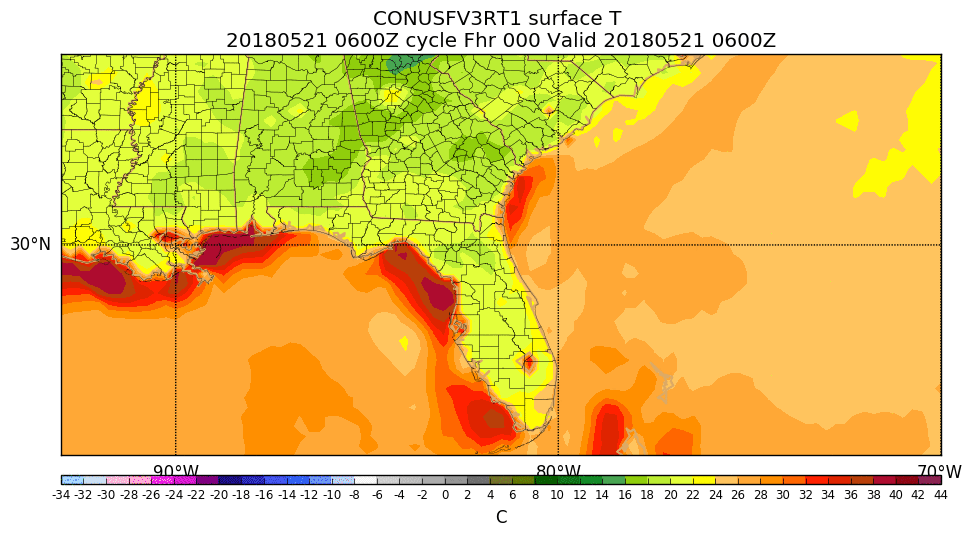 CONUSFV3RT1 surface T
20180521 0600Z cycle Fhr 000 Valid 20180521 0600Z
30°N
90°W 80°W 70°W
-34 -32 -30 -28 -26 -24 -22 -20 -18 -16 -14 -12 -10 -8 -6 -4 -2 0 2 4 6 8 10 12 14 16 18 20 22 24 26 28 30 32 34 36 38 40 42 44
C